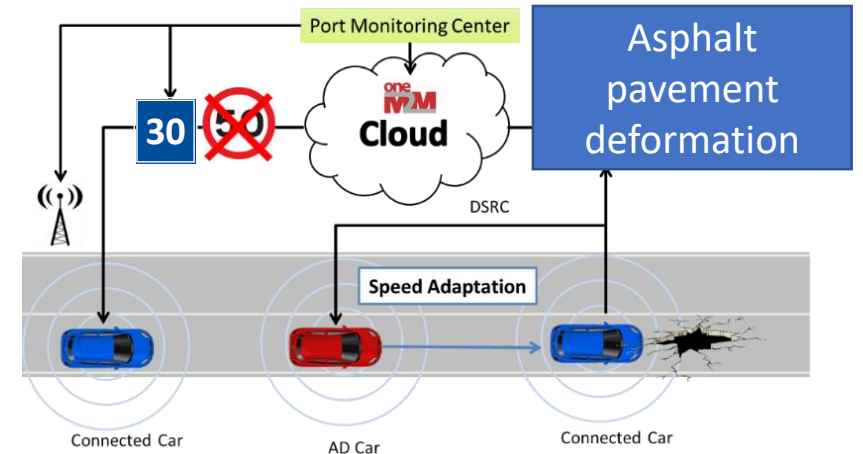 Port Monitoring Center
Asphalt
pavement
deformation
30
50
one
M2M
Cloud
DSRC
Speed Adaptation
Connected Car
AD Car
Connected Car